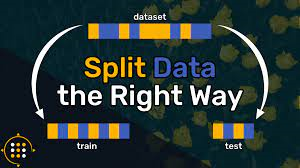 dataset
Split Data
the Right Way
train
test